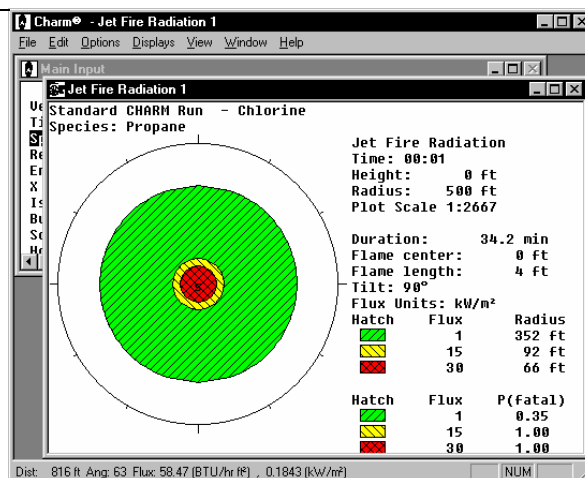 Charm® - Jet Fire Radiation 1
File Edit Options Displays View Window Help
Main Input
Jet Fire Radiation 1
Standard CHARM Run - Chlorine
Species: Propane
Jet Fire Radiation
Time: 00:01
Height: 0 ft
Radius: 500 ft
Plot Scale 1:2667
Duration: 34.2 min
Flame center: 0 ft
Flame length: 4 ft
Tilt: 90°
Flux Units: kW/m²
Hatch Flux Radius
1 352 ft
15 92 ft
30 66 ft
Hatch Flux P(fatal)
1 0.35
15 1.00
30 1.00
Dist: 816 ft Ang: 63 Flux: 58.47 (BTU/hr ft²) , 0.1843 (kW/m²)
NUM